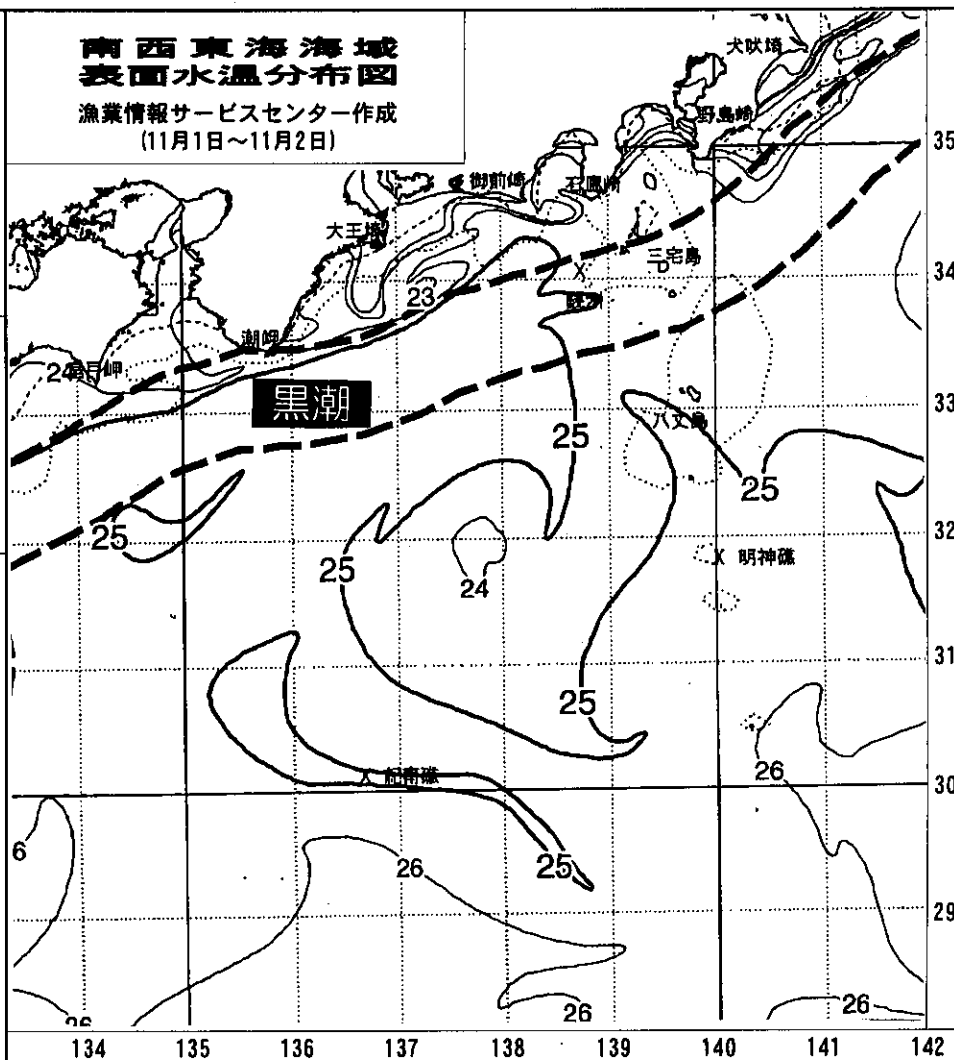 南西東海海域
表面水温分布図
漁業情報サービスセンター作成
(11月1日～11月2日)
犬吠埼
野島崎
35
御前崎
石廊崎
大王埼
三宅島
34
23
X
潮岬
24
室戸岬
黒潮
33
八丈島
25
25
25
32
X 明神礁
25
24
31
25
26
X 紀南礁
30
6
26
25
29
26
26
26
134
135
136
137
138
139
140
141
142